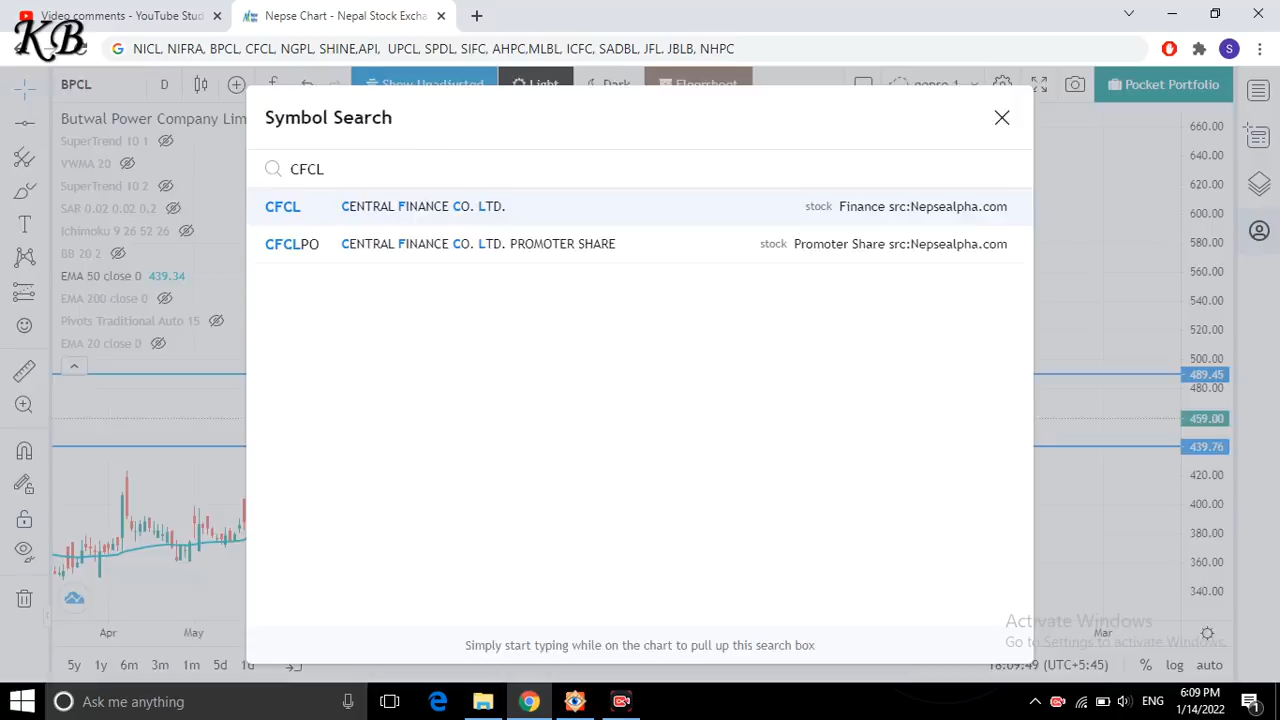 Video comments - YouTube Stud
Nepse Chart - Nepal Stock Excha
KB
NICL, NIFRA, BPCL, CFCL, NGPL, SHINE,API, UPCL, SPDL, SIFC, AHPC,MLBL, ICFC, SADBL, JFL, JBLB, NHPC
S
BPCL D Show Unadjusted Light Dark Floorsheet nepse 1 Pocket Portfolio
Butwal Power Company Lim
SuperTrend 10 1
VWMA 20
SuperTrend 10 2
SAR 0.02 0.02 0.2
Ichimoku 9 26 52 26
BB 20 2
EMA 50 close 0 439.34
EMA 200 close 0
Pivots Traditional Auto 15
EMA 20 close 0
Symbol Search
CFCL
CFCL CENTRAL FINANCE CO. LTD. stock Finance src:Nepsealpha.com
CFCLPO CENTRAL FINANCE CO. LTD. PROMOTER SHARE stock Promoter Share src:Nepsealpha.com
Simply start typing while on the chart to pull up this search box
660.00
640.00
620.00
600.00
580.00
560.00
540.00
520.00
500.00
489.45
480.00
459.00
439.76
420.00
400.00
380.00
360.00
340.00
Apr May Mar
Activate Windows
Go to Settings to activate Windows.
5y 1y 6m 3m 1m 5d 1d 18:09:49 (UTC+5:45) % log auto
Ask me anything
ENG
6:09 PM
1/14/2022
1